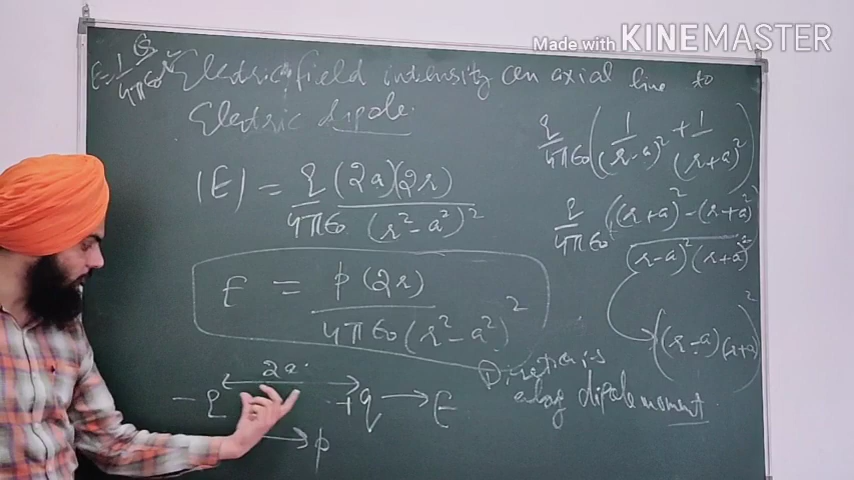 Made with KINEMASTER
E = 1/4πε₀ Electric field intensity on axial line to
Electric dipole.
|E| = q (2a)(2r) / 4πε₀ (r² - a²)²
E = p (2r) / 4πε₀ (r² - a²)²
2a
-q +q → E
→ p
q/4πε₀ (1/(r-a)² + 1/(r+a)²)
q/4πε₀ ((r+a)² - (r+a)² / (r-a)² (r+a)²
((r-a)(r+a))²
Direction is
along dipole moment